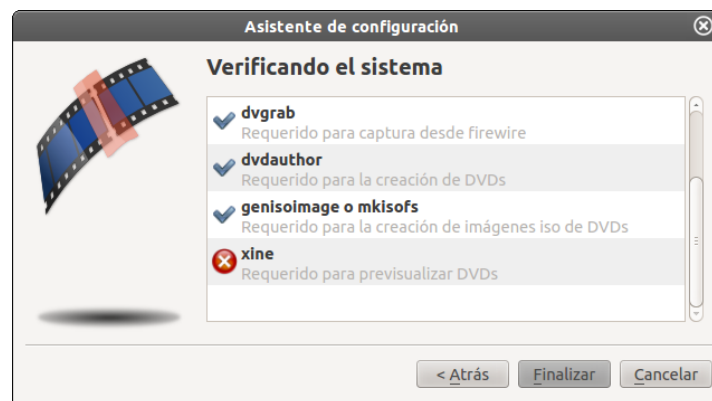 Asistente de configuración
Verificando el sistema
dvgrab
Requerido para captura desde firewire
dvdauthor
Requerido para la creación de DVDs
genisoimage o mkisofs
Requerido para la creación de imágenes iso de DVDs
xine
Requerido para previsualizar DVDs
< Atrás
Finalizar
Cancelar